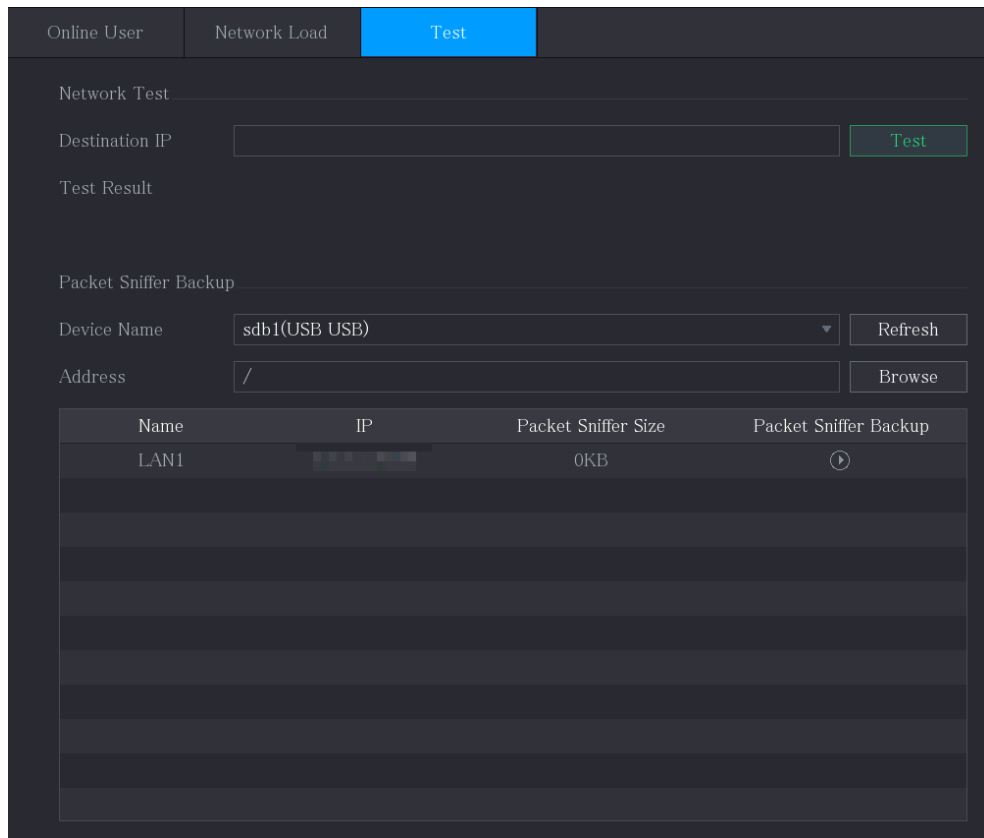 Online User Network Load Test
Network Test
Destination IP Test
Test Result
Packet Sniffer Backup
Device Name sdb1(USB USB) Refresh
Address / Browse
Name IP Packet Sniffer Size Packet Sniffer Backup
LAN1 0KB